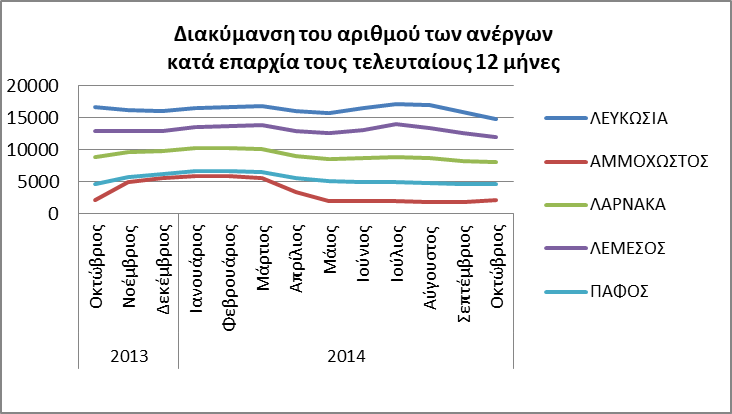 Διακύμανση του αριθμού των ανέργων
κατά επαρχία τους τελευταίους 12 μήνες
20000
15000
10000
5000
0
Οκτώβριος
Νοέμβριος
Δεκέμβριος
Ιανουάριος
Φεβρουάριος
Μάρτιος
Απρίλιος
Μάιος
Ιούνιος
Ιούλιος
Αύγουστος
Σεπτέμβριος
Οκτώβριος
2013
2014
ΛΕΥΚΩΣΙΑ
ΑΜΜΟΧΩΣΤΟΣ
ΛΑΡΝΑΚΑ
ΛΕΜΕΣΟΣ
ΠΑΦΟΣ